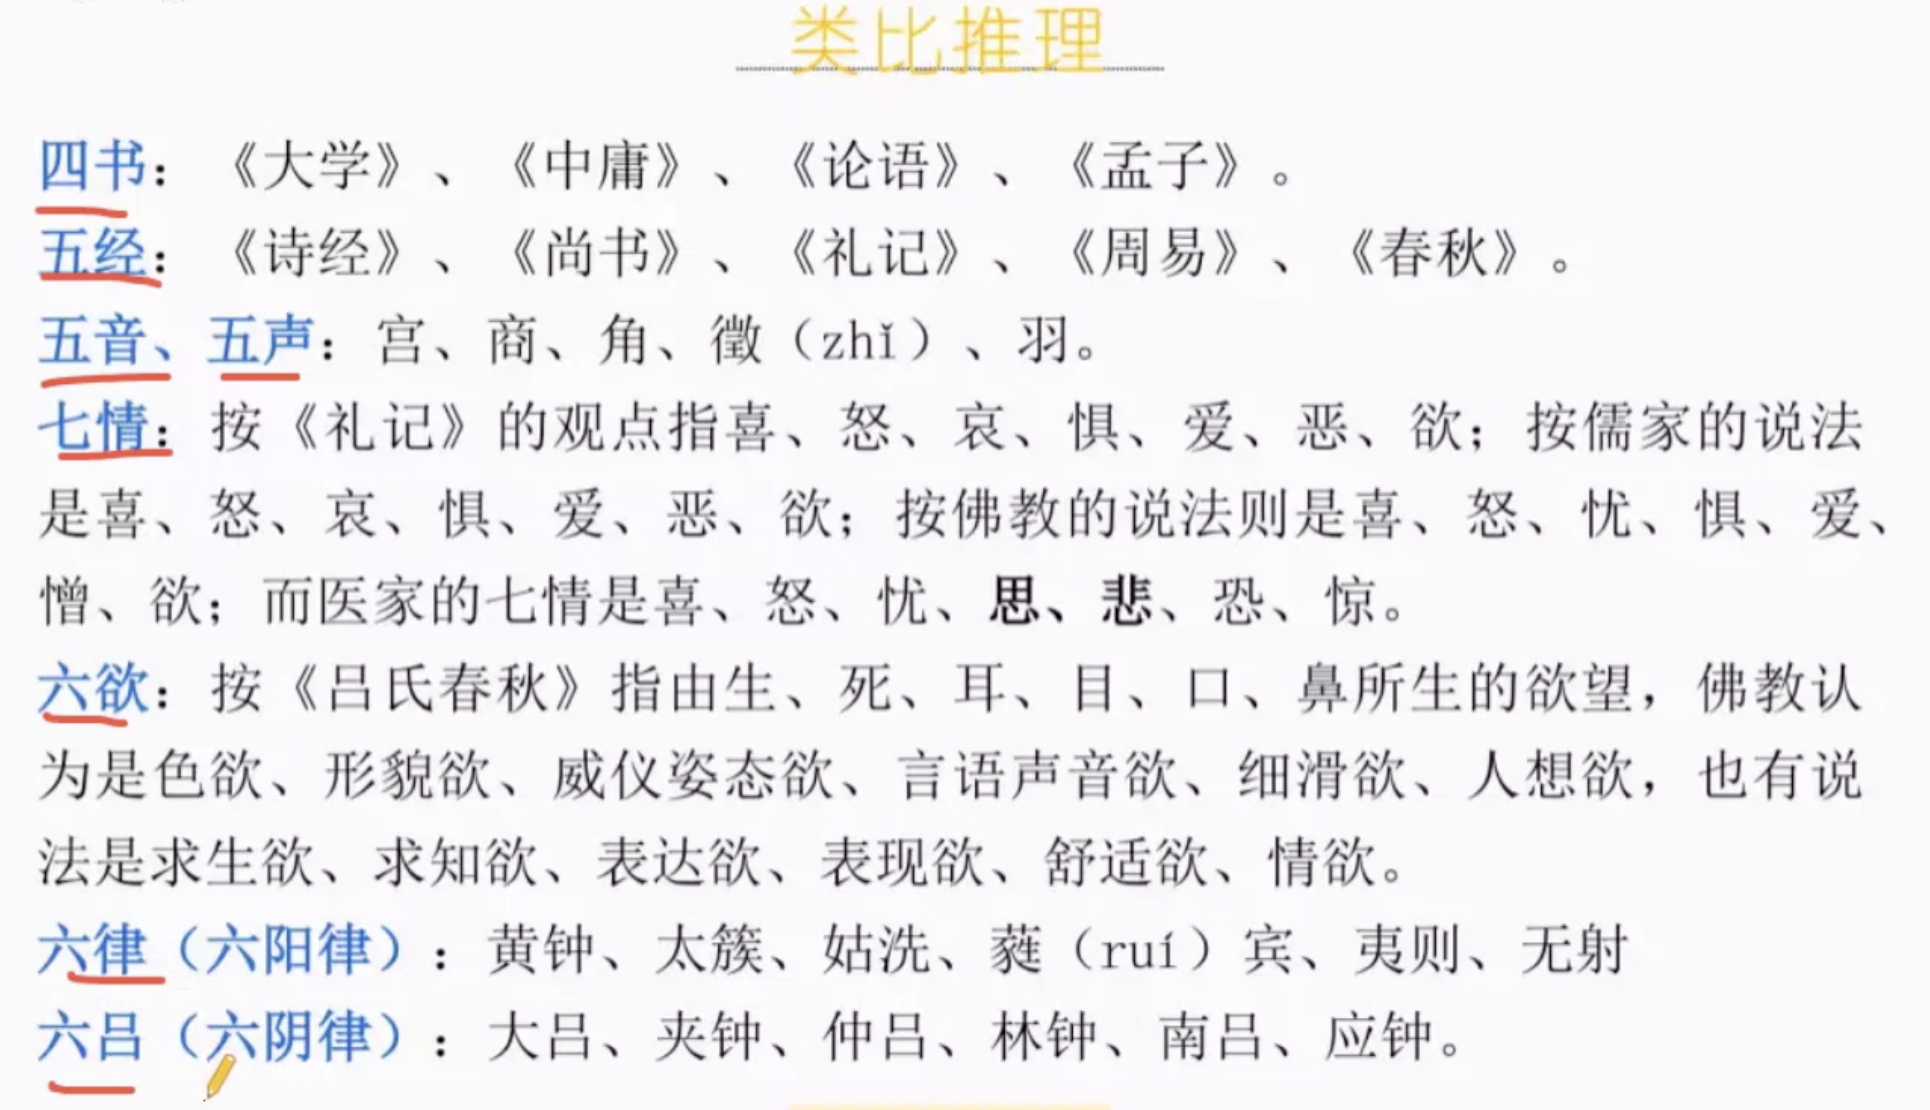 类比推理
四书：《大学》、《中庸》、《论语》、《孟子》。
五经：《诗经》、《尚书》、《礼记》、《周易》、《春秋》。
五音、五声：宫、商、角、徵（zhǐ）、羽。
七情：按《礼记》的观点指喜、怒、哀、惧、爱、恶、欲；按儒家的说法
是喜、怒、哀、惧、爱、恶、欲；按佛教的说法则是喜、怒、忧、惧、爱、
憎、欲；而医家的七情是喜、怒、忧、思、悲、恐、惊。
六欲：按《吕氏春秋》指由生、死、耳、目、口、鼻所生的欲望，佛教认
为是色欲、形貌欲、威仪姿态欲、言语声音欲、细滑欲、人想欲，也有说
法是求生欲、求知欲、表达欲、表现欲、舒适欲、情欲。
六律（六阳律）：黄钟、太簇、姑洗、蕤（ruí）宾、夷则、无射
六吕（六阴律）：大吕、夹钟、仲吕、林钟、南吕、应钟。